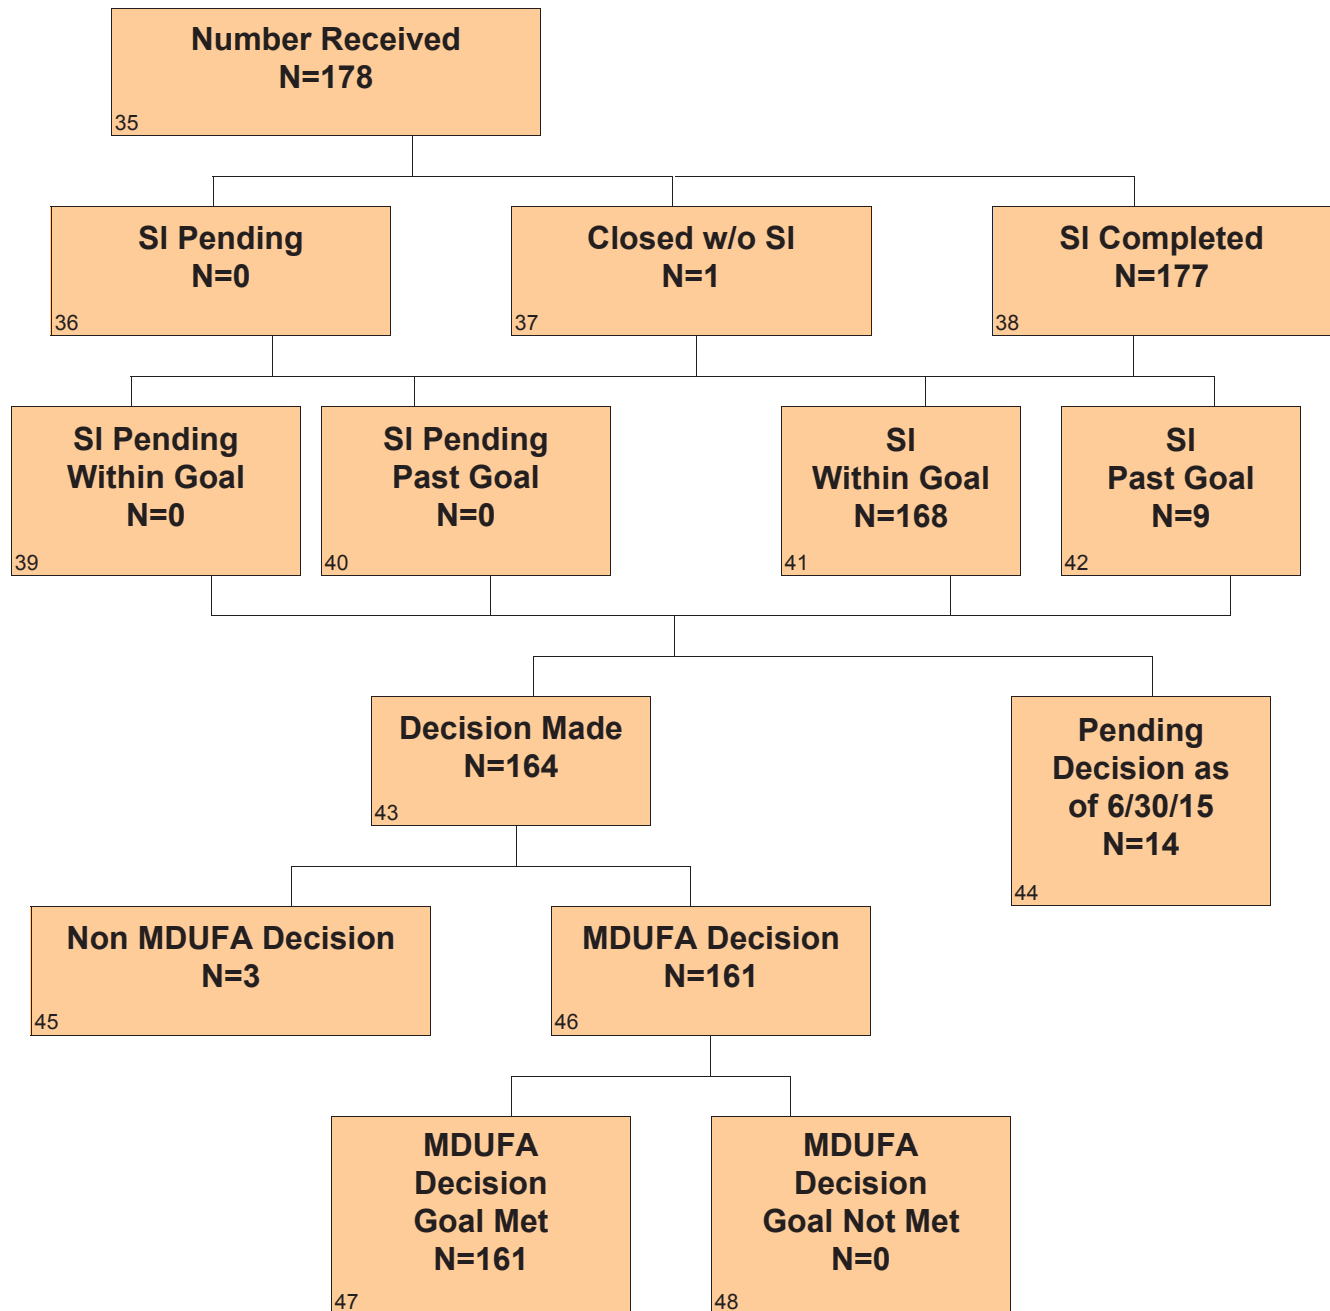 Number Received
N=178
35
SI Pending
N=0
36
Closed w/o SI
N=1
37
SI Completed
N=177
38
SI Pending
Within Goal
N=0
39
SI Pending
Past Goal
N=0
40
SI
Within Goal
N=168
41
SI
Past Goal
N=9
42
Decision Made
N=164
43
Pending
Decision as
of 6/30/15
N=14
44
Non MDUFA Decision
N=3
45
MDUFA Decision
N=161
46
MDUFA
Decision
Goal Met
N=161
47
MDUFA
Decision
Goal Not Met
N=0
48